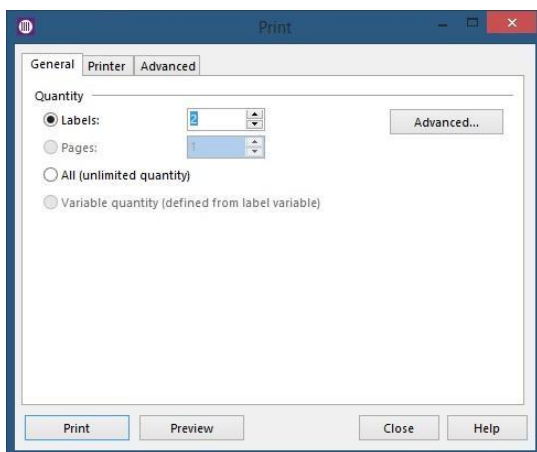 Print
General Printer Advanced
Quantity
Labels: 2 Advanced...
Pages: 1
All (unlimited quantity)
Variable quantity (defined from label variable)
Print Preview Close Help